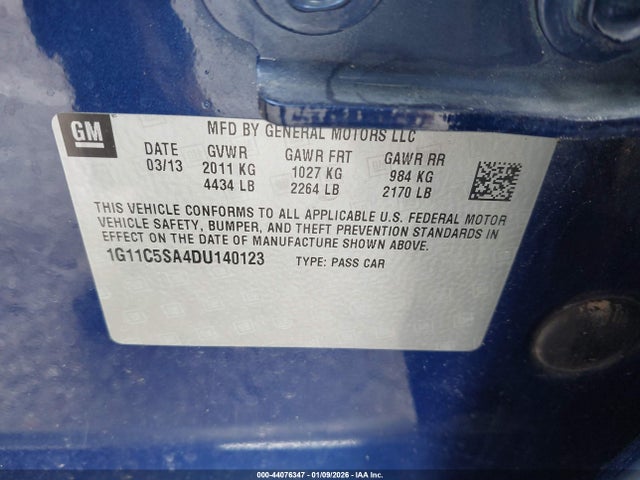 GM
MFD BY GENERAL MOTORS LLC
DATE GVWR GAWR FRT GAWR RR
03/13 2011 KG 1027 KG 984 KG
4434 LB 2264 LB 2170 LB
THIS VEHICLE CONFORMS TO ALL APPLICABLE U.S. FEDERAL MOTOR
VEHICLE SAFETY, BUMPER, AND THEFT PREVENTION STANDARDS IN
EFFECT ON THE DATE OF MANUFACTURE SHOWN ABOVE.
1G11C5SA4DU140123 TYPE: PASS CAR
000-44076347 | 01/09/2026 | IAA Inc.